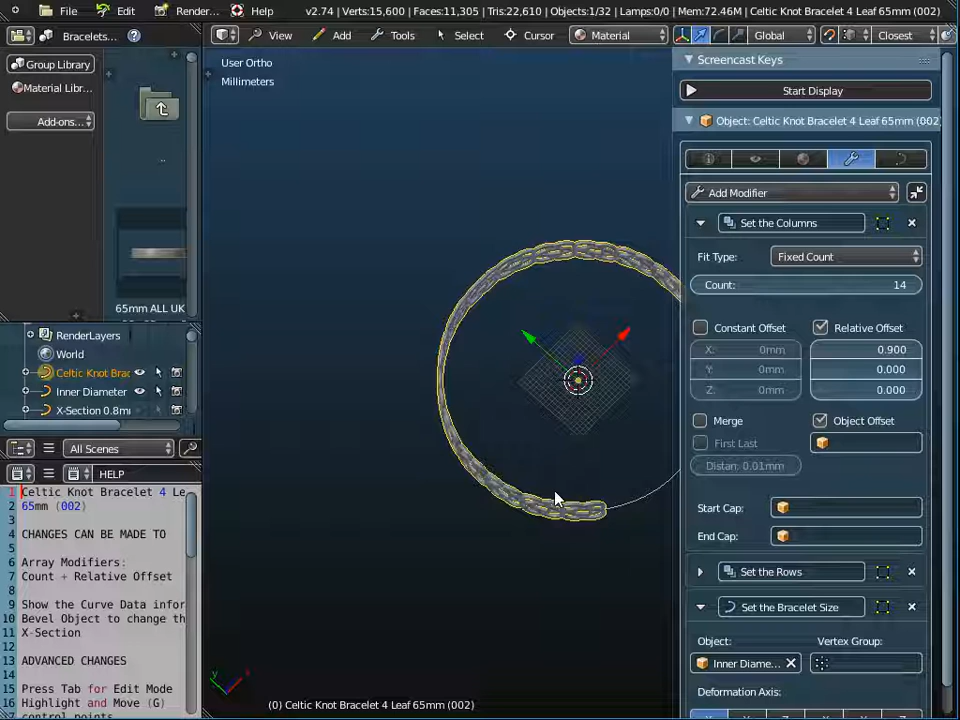 File Edit Render... Help v2.74 | Verts:15,600 | Faces:11,305 | Tris:22,610 | Objects:1/32 | Lamps:0/0 | Mem:72.46M | Celtic Knot Bracelet 4 Leaf 65mm (002)
Bracelets...
View Add Tools Select Cursor Material Global Closest
Group Library
Material Libr...
Add-ons...
..
65mm ALL UK
User Ortho
Millimeters
Screencast Keys
Start Display
Object: Celtic Knot Bracelet 4 Leaf 65mm (002)
Add Modifier
Set the Columns
Fit Type: Fixed Count
Count: 14
Constant Offset Relative Offset
X: 0mm 0.900
Y: 0mm 0.000
Z: 0mm 0.000
Merge Object Offset
First Last
Distan: 0.01mm
Start Cap:
End Cap:
Set the Rows
Set the Bracelet Size
Object: Vertex Group:
Inner Diame...
Deformation Axis:
RenderLayers
World
Celtic Knot Brac
Inner Diameter
X-Section 0.8mm
All Scenes
HELP
1 Celtic Knot Bracelet 4 Le
2 65mm (002)
3
4 CHANGES CAN BE MADE TO
5
6 Array Modifiers:
7 Count + Relative Offset
8
9 Show the Curve Data infor
10 Bevel Object to change th
11 X-Section
12
13 ADVANCED CHANGES
14
15 Press Tab for Edit Mode
16 Highlight and Move (G)
control points
y
(0) Celtic Knot Bracelet 4 Leaf 65mm (002)